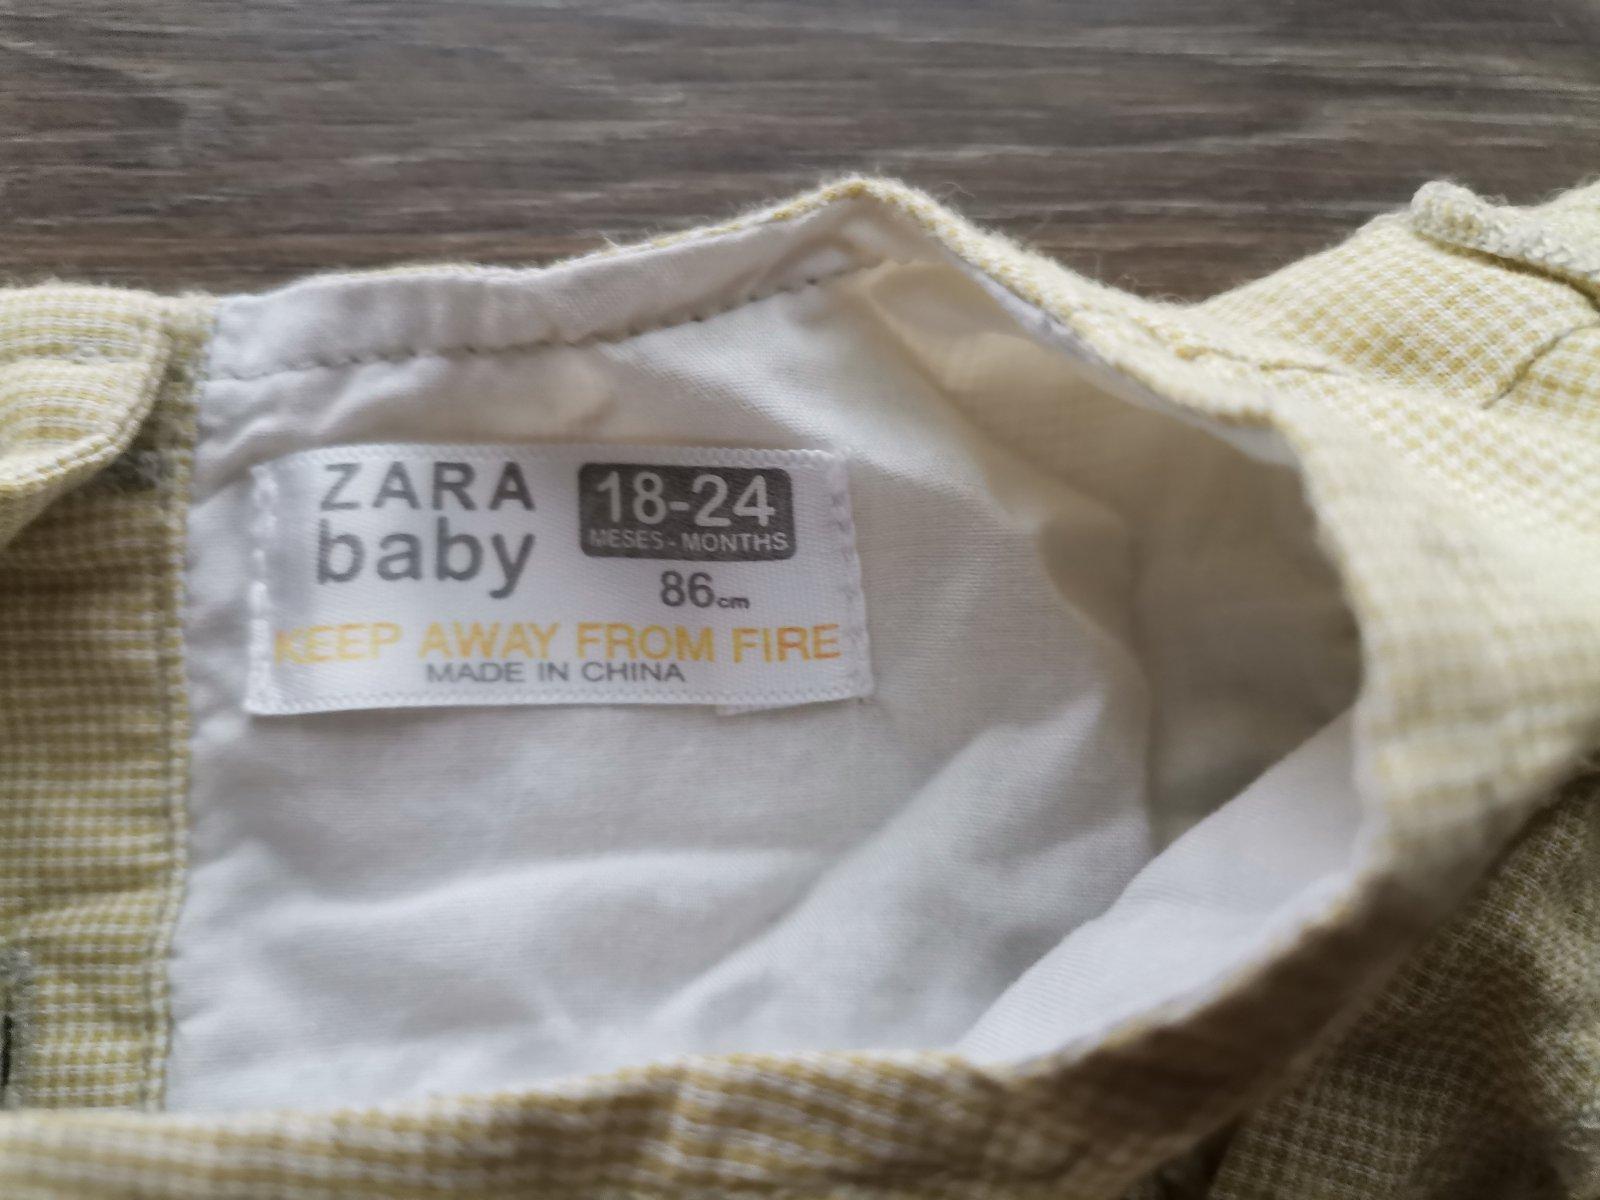 ZARA
baby
18-24
MESES - MONTHS
86cm
KEEP AWAY FROM FIRE
MADE IN CHINA